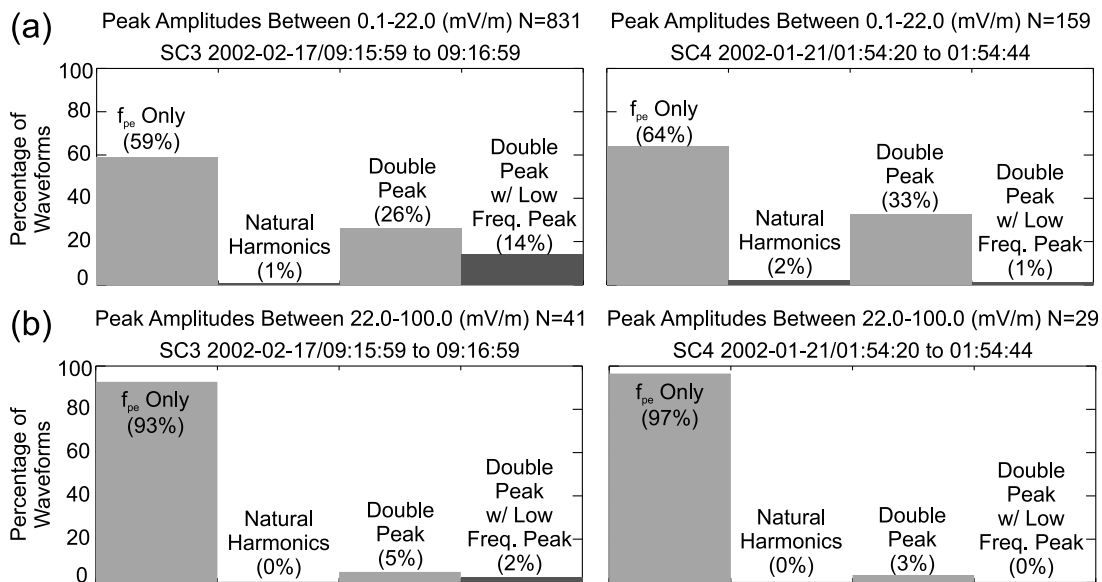 (a)
Peak Amplitudes Between 0.1-22.0 (mV/m) N=831
SC3 2002-02-17/09:15:59 to 09:16:59
Percentage of
Waveforms
100
80
60
40
20
0
fpe Only
(59%)
Natural
Harmonics
(1%)
Double
Peak
(26%)
Double
Peak
w/ Low
Freq. Peak
(14%)
Peak Amplitudes Between 0.1-22.0 (mV/m) N=159
SC4 2002-01-21/01:54:20 to 01:54:44
fpe Only
(64%)
Natural
Harmonics
(2%)
Double
Peak
(33%)
Double
Peak
w/ Low
Freq. Peak
(1%)
(b)
Peak Amplitudes Between 22.0-100.0 (mV/m) N=41
SC3 2002-02-17/09:15:59 to 09:16:59
Percentage of
Waveforms
100
80
60
40
20
0
fpe Only
(93%)
Natural
Harmonics
(0%)
Double
Peak
(5%)
Double
Peak
w/ Low
Freq. Peak
(2%)
Peak Amplitudes Between 22.0-100.0 (mV/m) N=29
SC4 2002-01-21/01:54:20 to 01:54:44
fpe Only
(97%)
Natural
Harmonics
(0%)
Double
Peak
(3%)
Double
Peak
w/ Low
Freq. Peak
(0%)